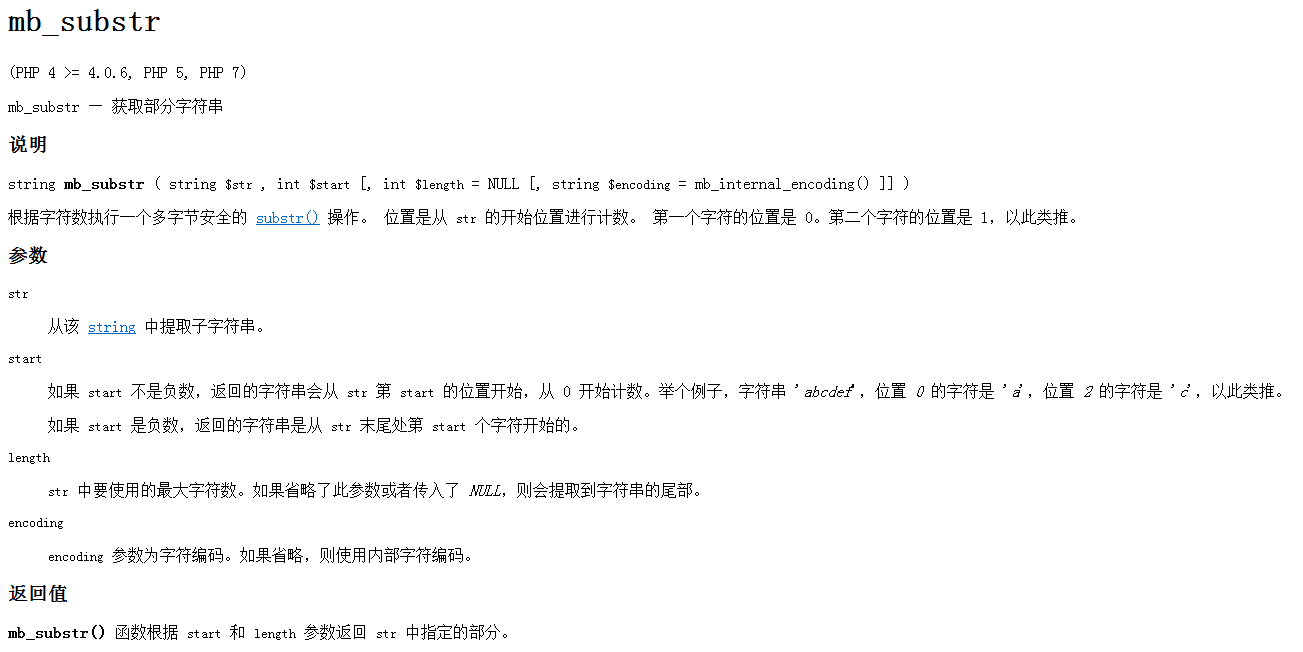 mb_substr
(PHP 4 >= 4.0.6, PHP 5, PHP 7)
mb_substr — 获取部分字符串
说明
string mb_substr ( string $str , int $start [, int $length = NULL [, string $encoding = mb_internal_encoding() ]] )
根据字符数执行一个多字节安全的 substr() 操作。 位置是从 str 的开始位置进行计数。 第一个字符的位置是 0。第二个字符的位置是 1，以此类推。
参数
str
从该 string 中提取子字符串。
start
如果 start 不是负数，返回的字符串会从 str 第 start 的位置开始，从 0 开始计数。举个例子，字符串 'abcdef'，位置 0 的字符是 'a'，位置 2 的字符是 'c'，以此类推。
如果 start 是负数，返回的字符串是从 str 末尾处第 start 个字符开始的。
length
str 中要使用的最大字符数。如果省略了此参数或者传入了 NULL，则会提取到字符串的尾部。
encoding
encoding 参数为字符编码。如果省略，则使用内部字符编码。
返回值
mb_substr() 函数根据 start 和 length 参数返回 str 中指定的部分。